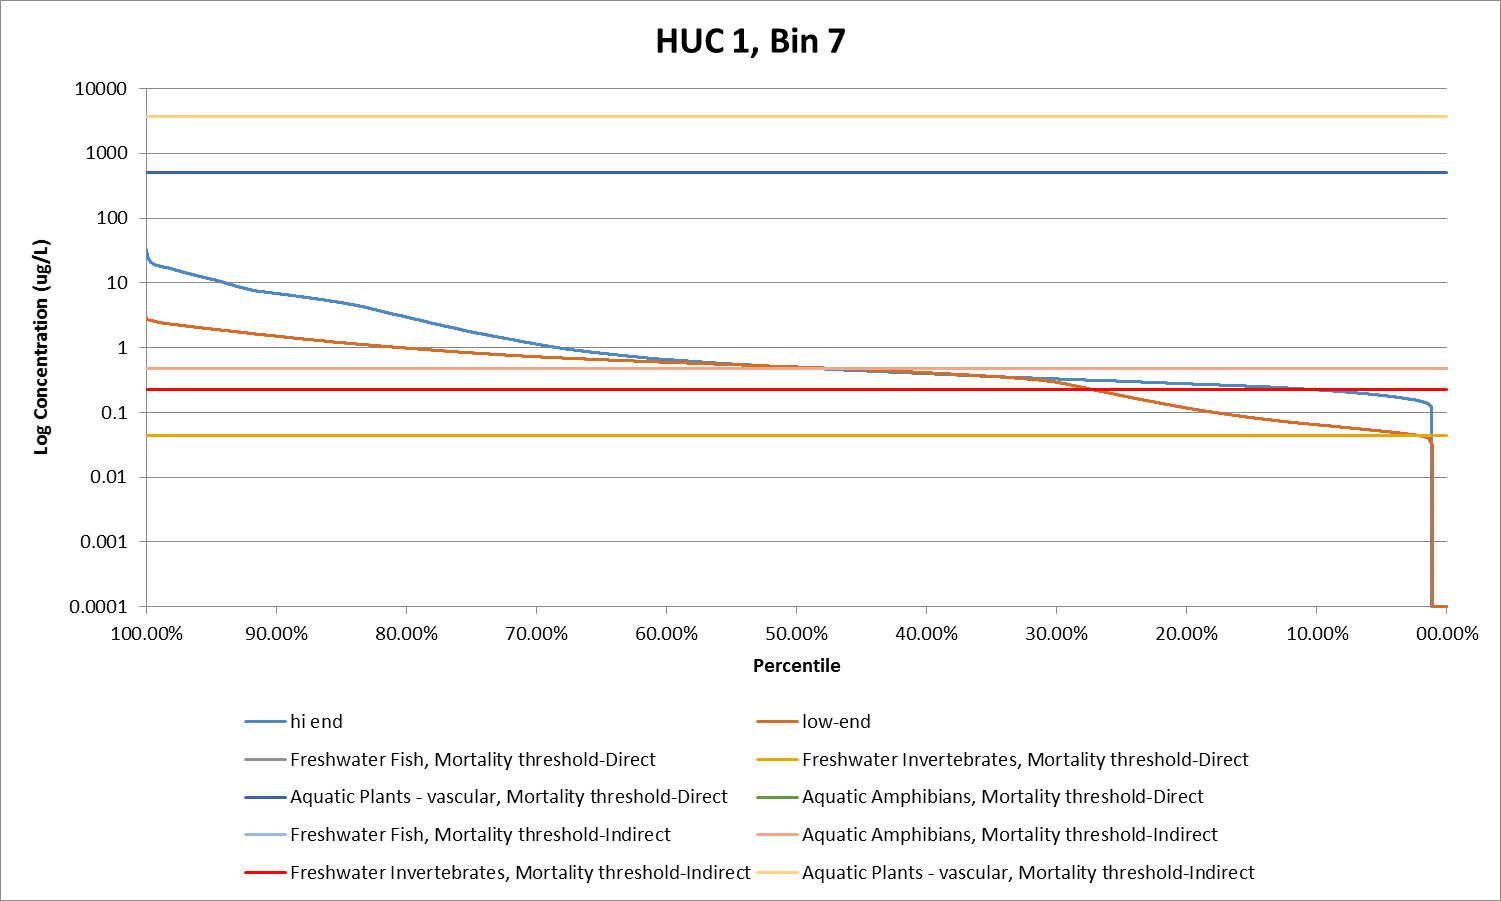 HUC 1, Bin 7
10000
1000
100
10
1
0.1
0.01
0.001
0.0001
Log Concentration (ug/L)
100.00% 90.00% 80.00% 70.00% 60.00% 50.00% 40.00% 30.00% 20.00% 10.00% 00.00%
Percentile
hi end low-end
Freshwater Fish, Mortality threshold-Direct Freshwater Invertebrates, Mortality threshold-Direct
Aquatic Plants - vascular, Mortality threshold-Direct Aquatic Amphibians, Mortality threshold-Direct
Freshwater Fish, Mortality threshold-Indirect Aquatic Amphibians, Mortality threshold-Indirect
Freshwater Invertebrates, Mortality threshold-Indirect Aquatic Plants - vascular, Mortality threshold-Indirect